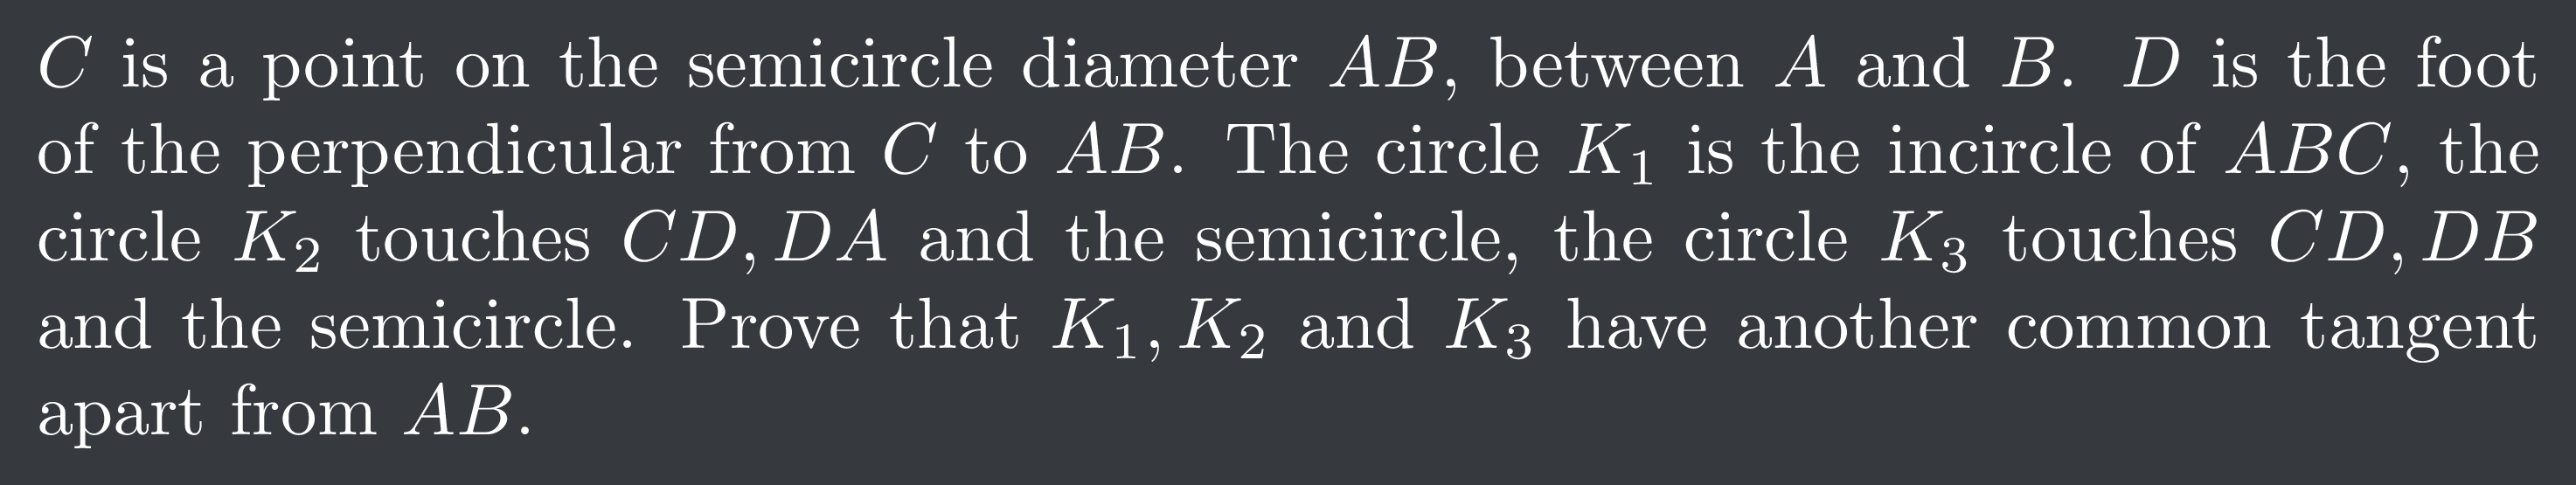 C is a point on the semicircle diameter AB, between A and B. D is the foot
of the perpendicular from C to AB. The circle K₁ is the incircle of ABC, the
circle K₂ touches CD, DA and the semicircle, the circle K₃ touches CD, DB
and the semicircle. Prove that K₁, K₂ and K₃ have another common tangent
apart from AB.